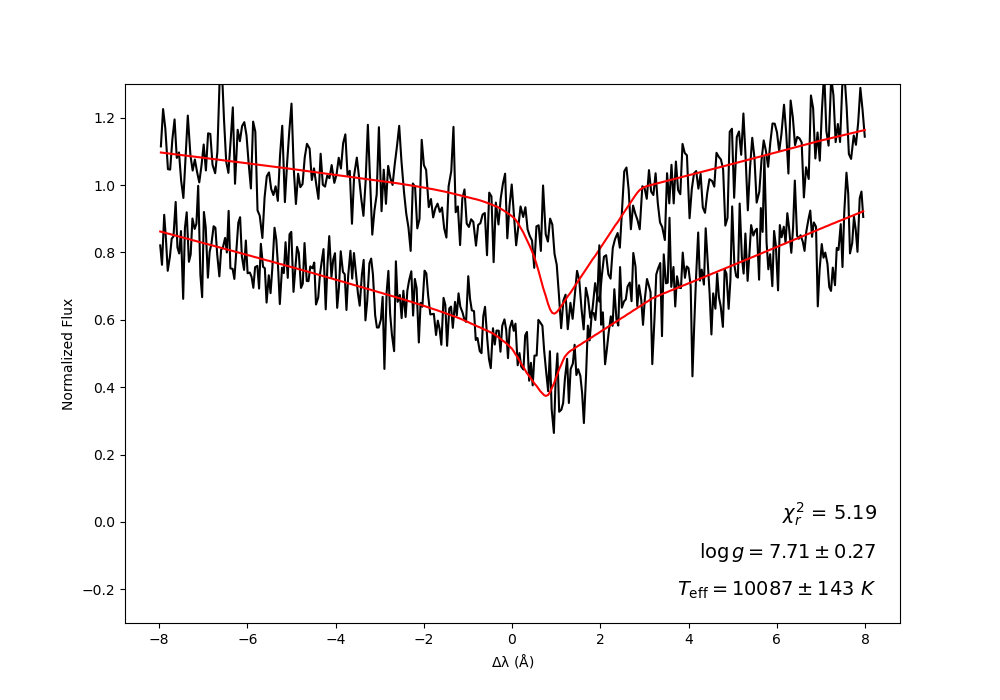 1.2
1.0
0.8
0.6
0.4
0.2
0.0
−0.2
Normalized Flux
χ²ᵣ = 5.19
log g = 7.71 ± 0.27
T_eff = 10087 ± 143 K
−8 −6 −4 −2 0 2 4 6 8
Δλ (Å)